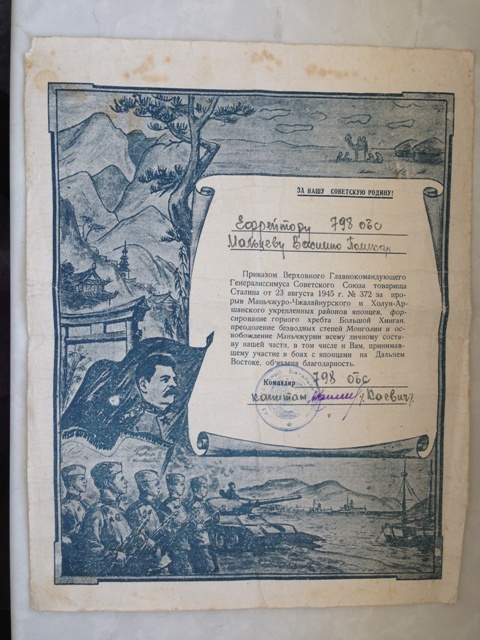 ЗА НАШУ СОВЕТСКУЮ РОДИНУ!
Ефрейтору 798 обс
Мальцеву Василию
Приказом Верховного Главнокомандующего
Генералиссимуса Советского Союза товарища
Сталина от 23 августа 1945 г. № 372 за про-
рыв Маньчжуро-Чжалайнурского и Холун-Ар-
шанского укрепленных районов японцев, фор-
сирование горного хребта Большой Хинган,
преодоление безводных степей Монголии и ос-
вобождение Манчжурии всему личному соста-
ву нашей части, в том числе и Вам, принимав-
шему участие в боях с японцами на Дальнем
Востоке, объявлена благодарность.
Командир 798 обс
капитан